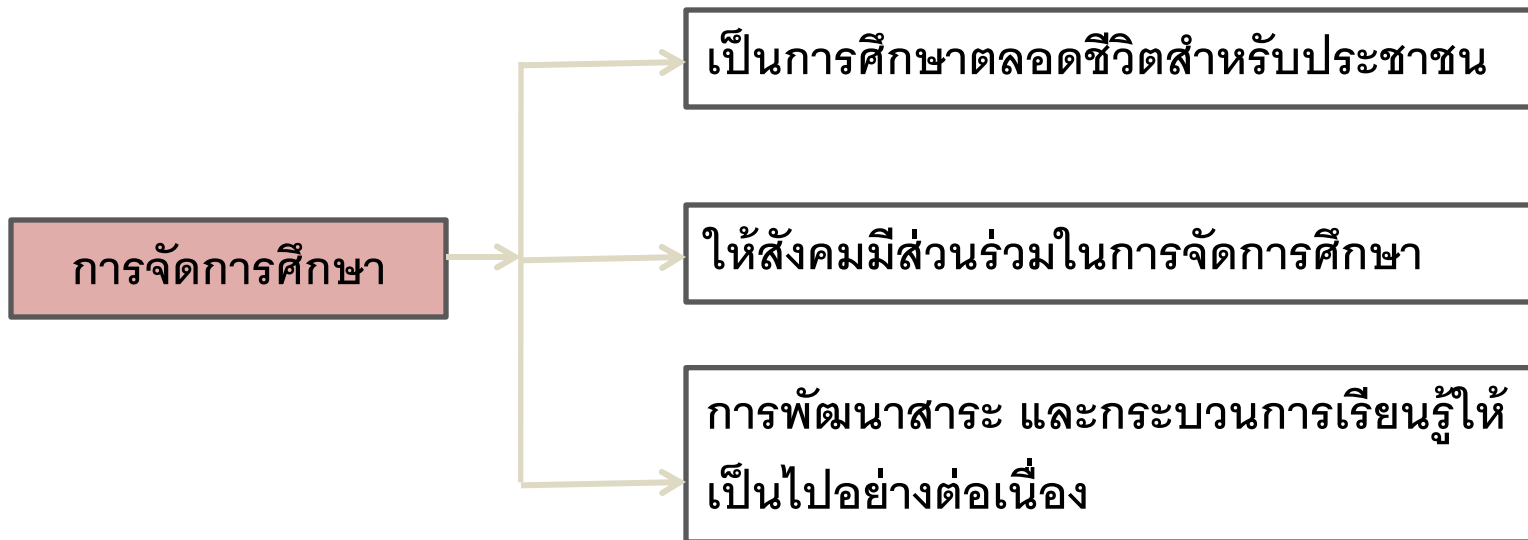 เป็นการศึกษาตลอดชีวิตสำหรับประชาชน
การจัดการศึกษา
ให้สังคมมีส่วนร่วมในการจัดการศึกษา
การพัฒนาสาระ และกระบวนการเรียนรู้ให้
เป็นไปอย่างต่อเนื่อง